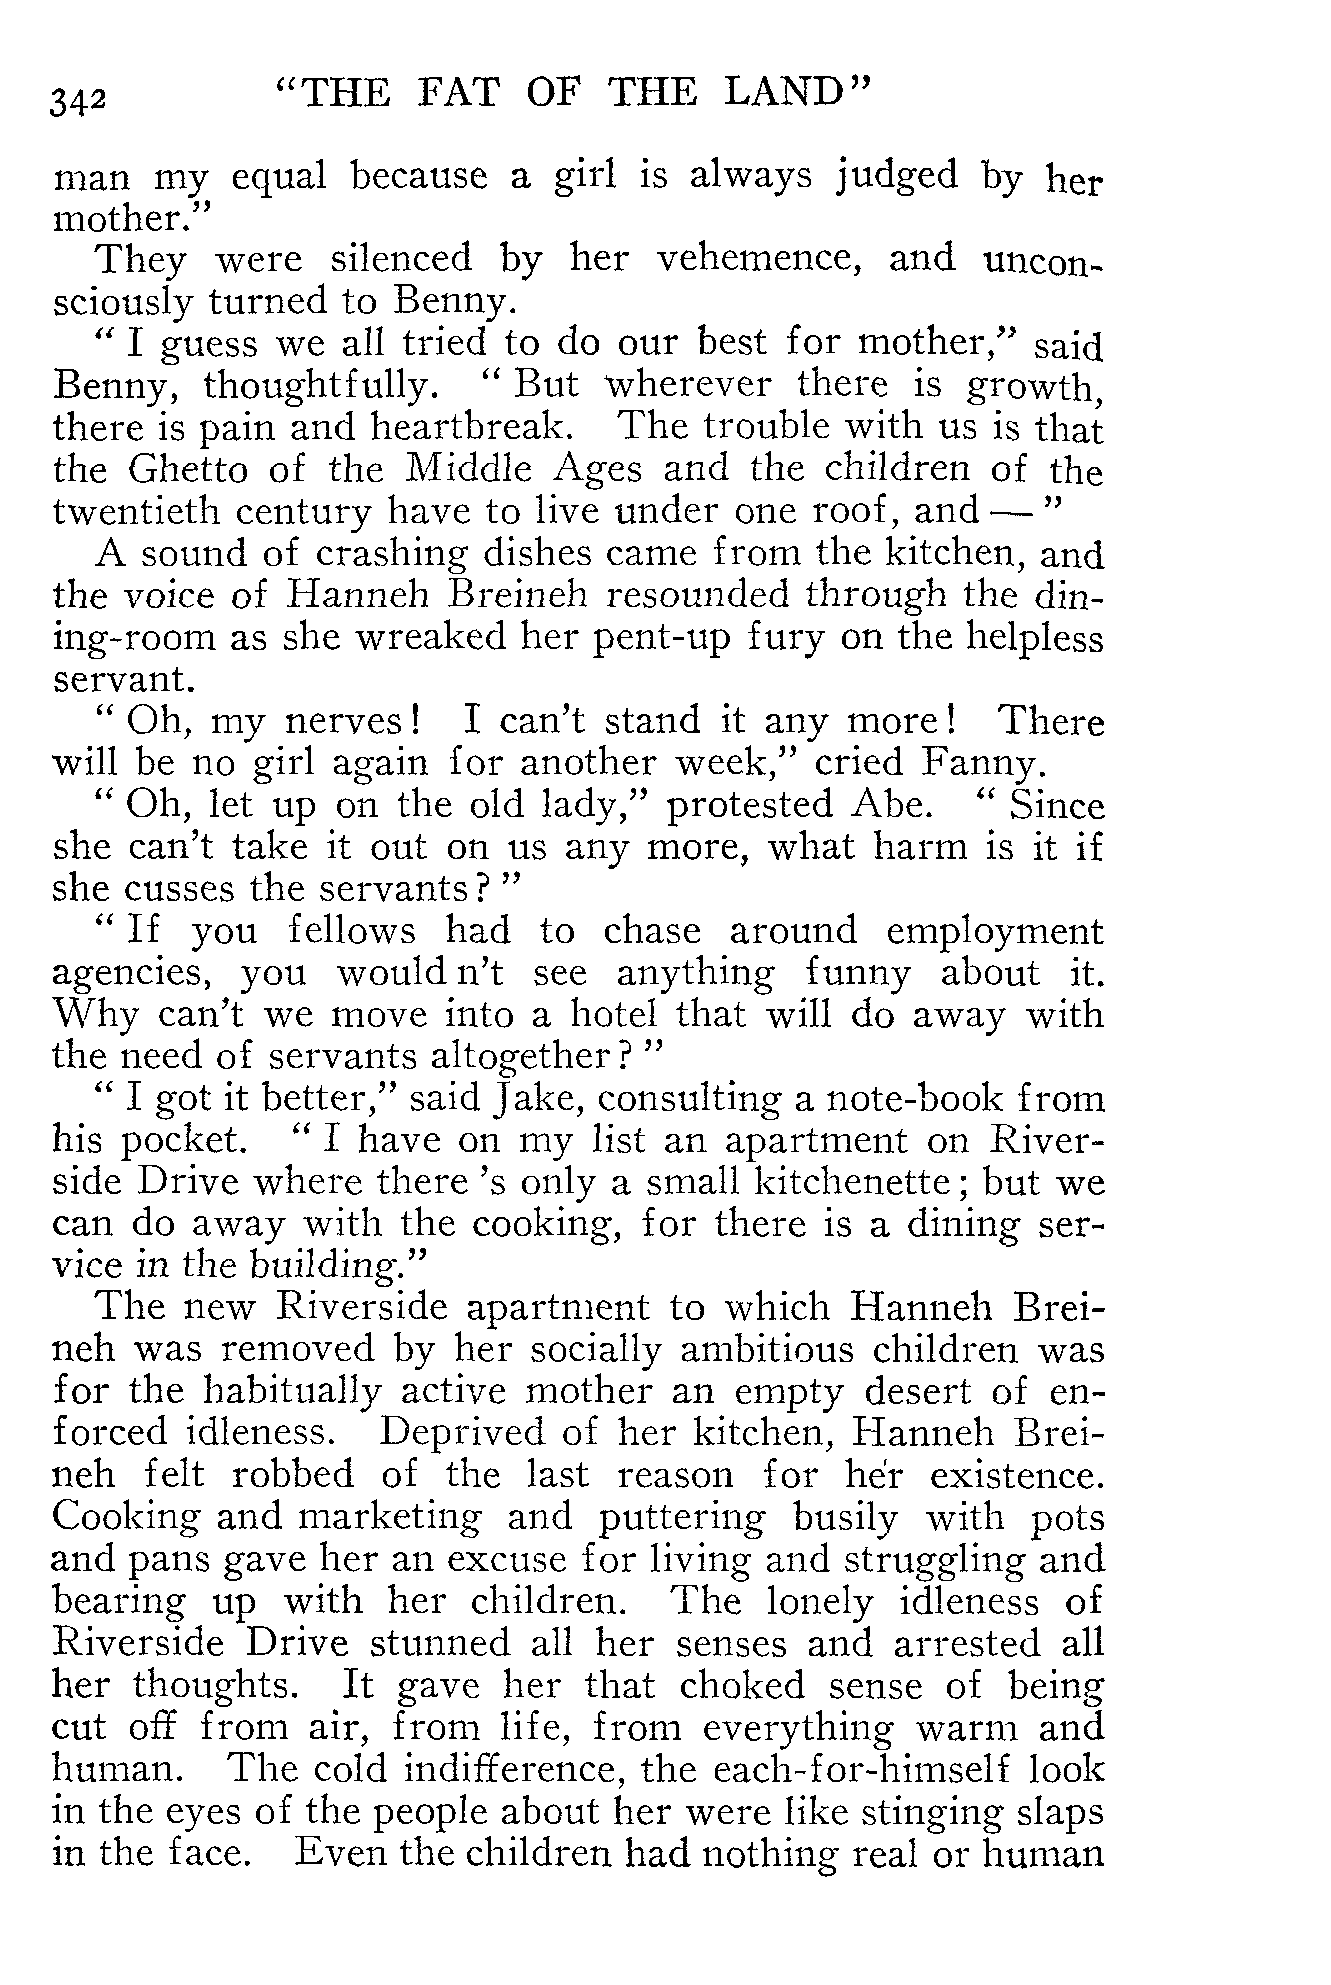 342 "THE FAT OF THE LAND"
man my equal because a girl is always judged by her
mother."
They were silenced by her vehemence, and uncon-
sciously turned to Benny.
" I guess we all tried to do our best for mother," said
Benny, thoughtfully. " But wherever there is growth,
there is pain and heartbreak. The trouble with us is that
the Ghetto of the Middle Ages and the children of the
twentieth century have to live under one roof, and — "
A sound of crashing dishes came from the kitchen, and
the voice of Hanneh Breineh resounded through the din-
ing-room as she wreaked her pent-up fury on the helpless
servant.
" Oh, my nerves! I can't stand it any more! There
will be no girl again for another week," cried Fanny.
" Oh, let up on the old lady," protested Abe. " Since
she can't take it out on us any more, what harm is it if
she cusses the servants? "
" If you fellows had to chase around employment
agencies, you would n't see anything funny about it.
Why can't we move into a hotel that will do away with
the need of servants altogether? "
" I got it better," said Jake, consulting a note-book from
his pocket. " I have on my list an apartment on River-
side Drive where there 's only a small kitchenette; but we
can do away with the cooking, for there is a dining ser-
vice in the building."
The new Riverside apartment to which Hanneh Brei-
neh was removed by her socially ambitious children was
for the habitually active mother an empty desert of en-
forced idleness. Deprived of her kitchen, Hanneh Brei-
neh felt robbed of the last reason for her existence.
Cooking and marketing and puttering busily with pots
and pans gave her an excuse for living and struggling and
bearing up with her children. The lonely idleness of
Riverside Drive stunned all her senses and arrested all
her thoughts. It gave her that choked sense of being
cut off from air, from life, from everything warm and
human. The cold indifference, the each-for-himself look
in the eyes of the people about her were like stinging slaps
in the face. Even the children had nothing real or human